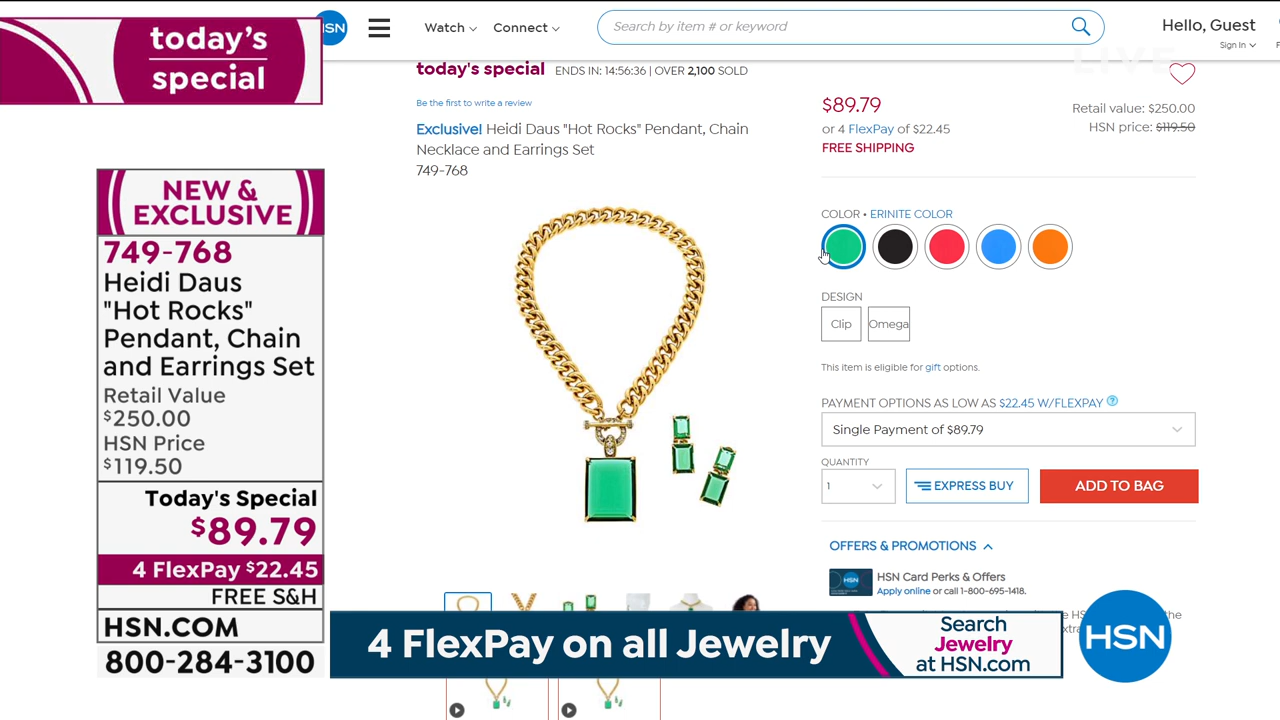 today's
special
HSN
Watch
Connect
Search by item # or keyword
Hello, Guest
Sign In
LIVE
today's special ENDS IN: 14:56:36 | OVER 2,100 SOLD
Be the first to write a review
Exclusive! Heidi Daus "Hot Rocks" Pendant, Chain
Necklace and Earrings Set
749-768
$89.79
or 4 FlexPay of $22.45
FREE SHIPPING
Retail value: $250.00
HSN price: $119.50
COLOR • ERINITE COLOR
DESIGN
Clip
Omega
This item is eligible for gift options.
PAYMENT OPTIONS AS LOW AS $22.45 W/FLEXPAY ?
Single Payment of $89.79
QUANTITY
1
EXPRESS BUY
ADD TO BAG
OFFERS & PROMOTIONS
HSN
HSN Card Perks & Offers
Apply online or call 1-800-695-1418.
NEW &
EXCLUSIVE
749-768
Heidi Daus
"Hot Rocks"
Pendant, Chain
and Earrings Set
Retail Value
$250.00
HSN Price
$119.50
Today's Special
$89.79
4 FlexPay $22.45
FREE S&H
HSN.COM
800-284-3100
4 FlexPay on all Jewelry
Search
Jewelry
at HSN.com
HSN
the